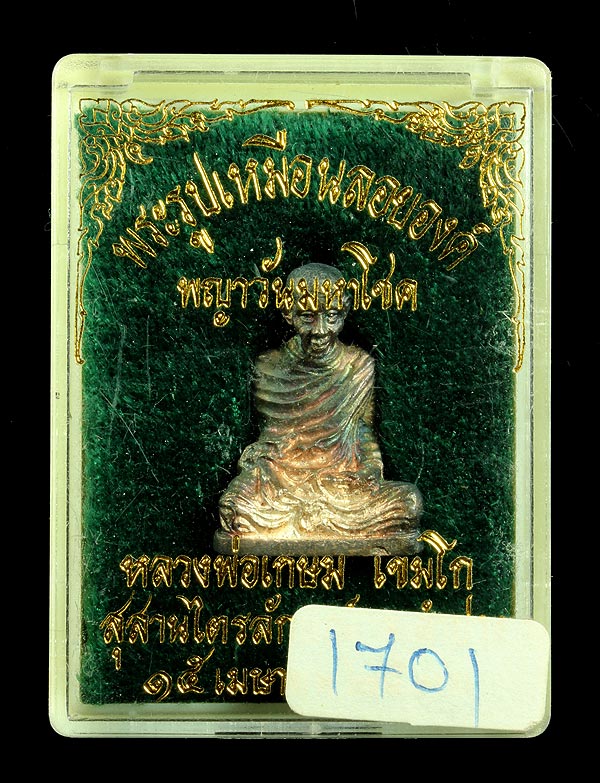 พระรูปเหมือนลอยองค์
พญาวันมหาโชค
หลวงพ่อเกษม เขมโก
๑๕
1701